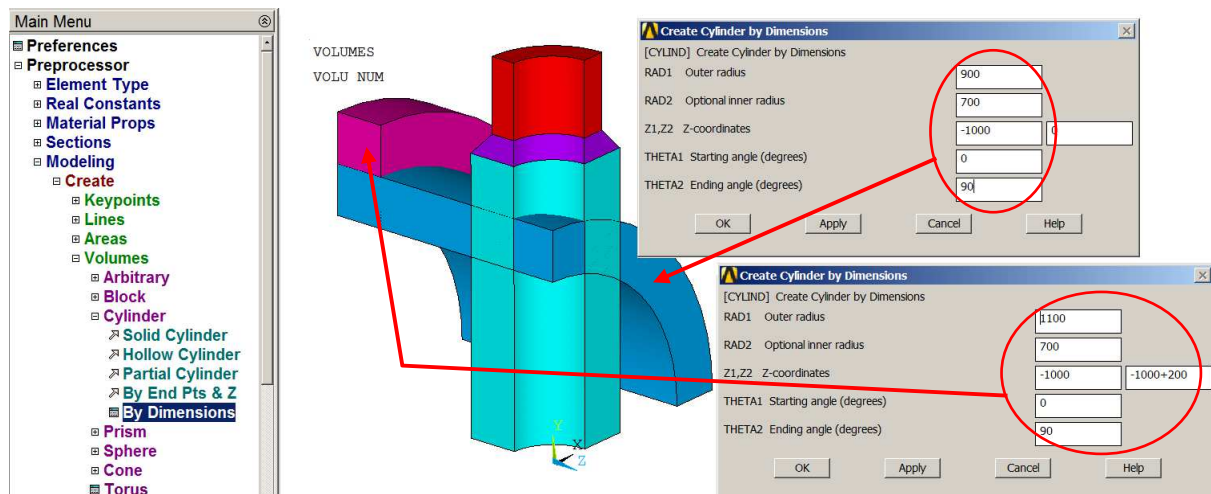 Main Menu
Preferences
Preprocessor
Element Type
Real Constants
Material Props
Sections
Modeling
Create
Keypoints
Lines
Areas
Volumes
Arbitrary
Block
Cylinder
Solid Cylinder
Hollow Cylinder
Partial Cylinder
By End Pts & Z
By Dimensions
Prism
Sphere
Cone
Torus
VOLUMES
VOLU NUM
Y
X
Z
Create Cylinder by Dimensions
[CYLIND] Create Cylinder by Dimensions
RAD1 Outer radius 900
RAD2 Optional inner radius 700
Z1,Z2 Z-coordinates -1000 0
THETA1 Starting angle (degrees) 0
THETA2 Ending angle (degrees) 90
OK Apply Cancel Help
Create Cylinder by Dimensions
[CYLIND] Create Cylinder by Dimensions
RAD1 Outer radius 1100
RAD2 Optional inner radius 700
Z1,Z2 Z-coordinates -1000 -1000+200
THETA1 Starting angle (degrees) 0
THETA2 Ending angle (degrees) 90
OK Apply Cancel Help